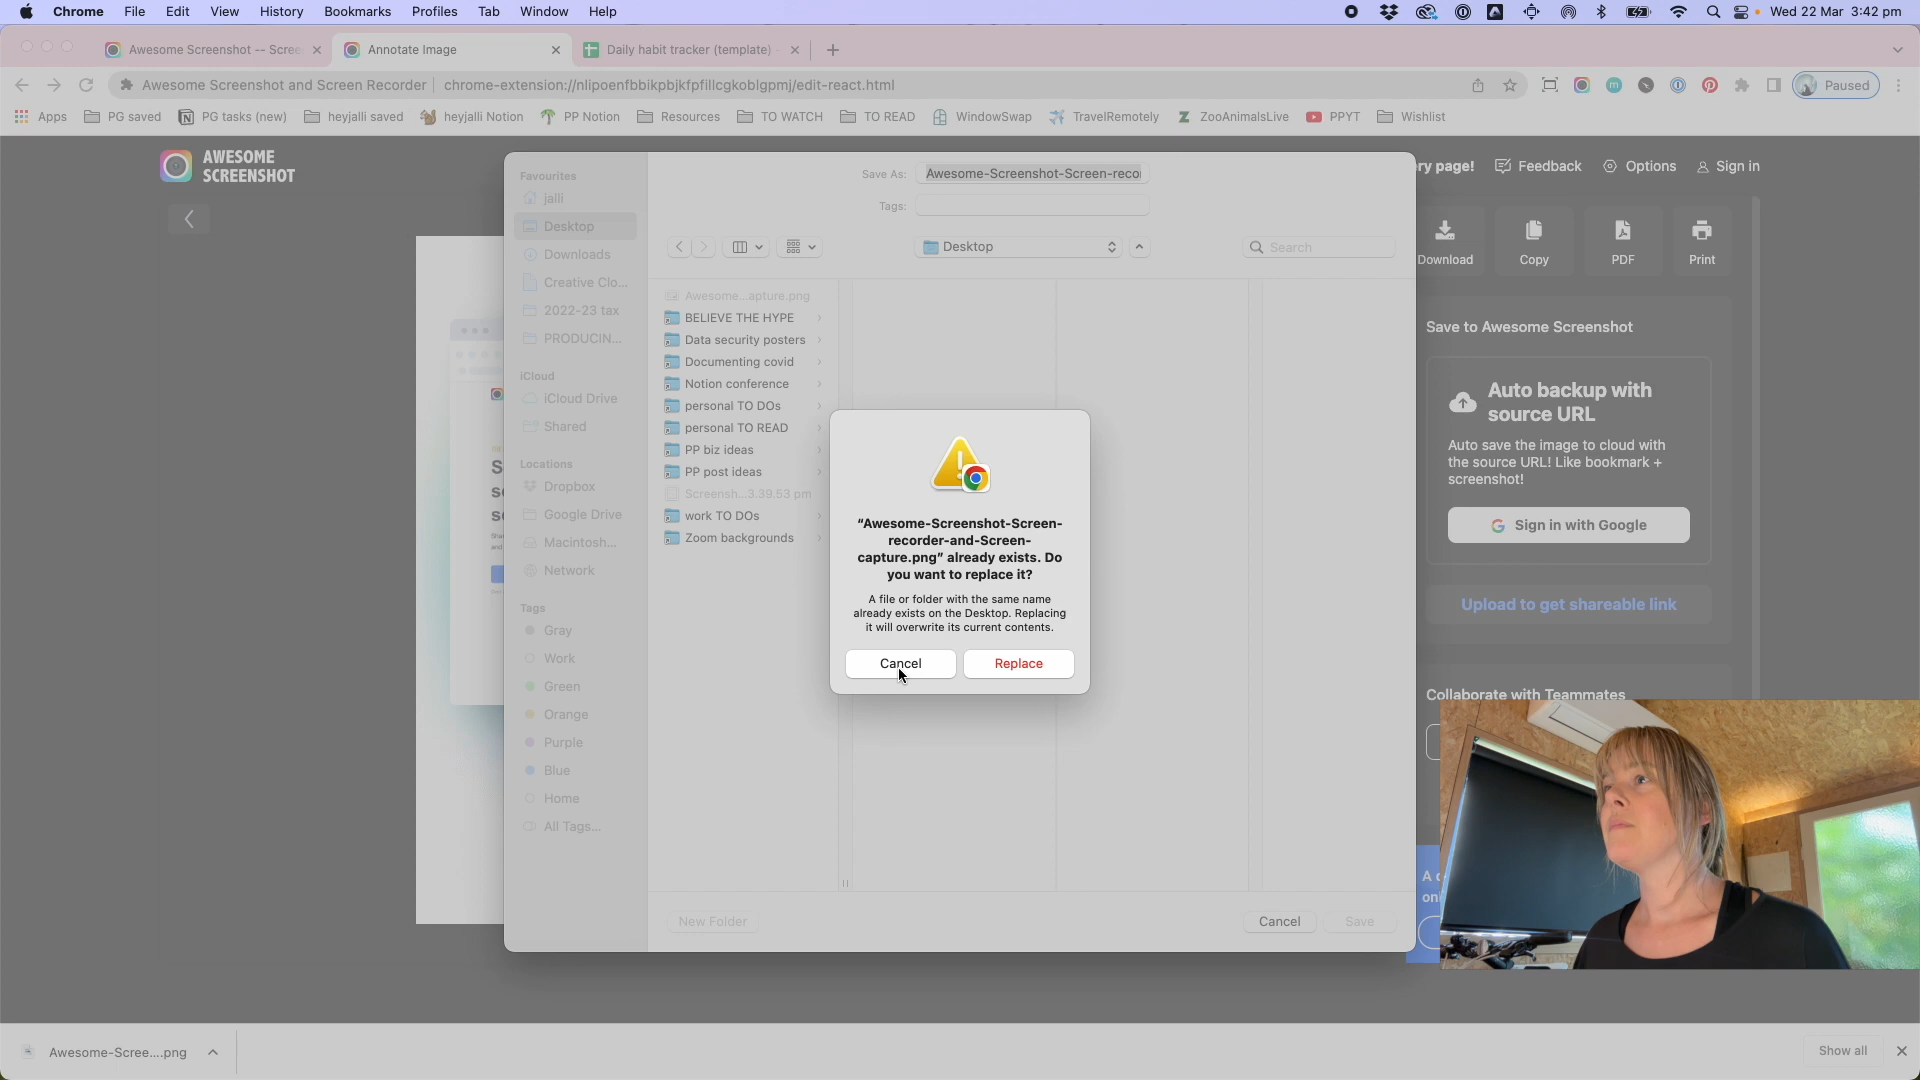 Chrome File Edit View History Bookmarks Profiles Tab Window Help
Wed 22 Mar 3:42 pm
Awesome Screenshot -- Scree
Annotate Image
Daily habit tracker (template)
Awesome Screenshot and Screen Recorder
chrome-extension://nlipoenfbbikpbjkfpfillcgkoblgpmj/edit-react.html
Paused
Apps PG saved PG tasks (new) heyjalli saved heyjalli Notion PP Notion Resources TO WATCH TO READ WindowSwap TravelRemotely ZooAnimalsLive PPYT Wishlist
AWESOME
SCREENSHOT
ry page! Feedback Options Sign in
Download Copy PDF Print
Favourites
jalli
Desktop
Downloads
Creative Clo...
2022-23 tax
PRODUCIN...
iCloud
iCloud Drive
Shared
Locations
Dropbox
Google Drive
Macintosh...
Network
Tags
Gray
Work
Green
Orange
Purple
Blue
Home
All Tags...
Save As: Awesome-Screenshot-Screen-reco
Tags:
Desktop
Search
Awesome...apture.png
BELIEVE THE HYPE
Data security posters
Documenting covid
Notion conference
personal TO DOs
personal TO READ
PP biz ideas
PP post ideas
Screensh...3.39.53 pm
work TO DOs
Zoom backgrounds
“Awesome-Screenshot-Screen-
recorder-and-Screen-
capture.png” already exists. Do
you want to replace it?
A file or folder with the same name
already exists on the Desktop. Replacing
it will overwrite its current contents.
Cancel Replace
New Folder Cancel Save
Save to Awesome Screenshot
Auto backup with
source URL
Auto save the image to cloud with
the source URL! Like bookmark +
screenshot!
Sign in with Google
Upload to get shareable link
Collaborate with Teammates
Awesome-Scree....png
Show all